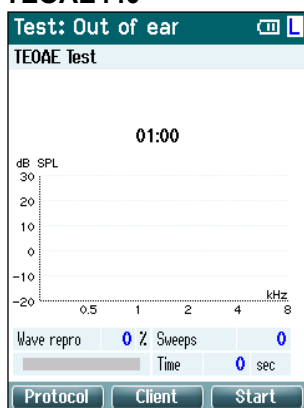 Test: Out of ear L
TEOAE Test
01:00
dB SPL
30
20
10
0
-10
-20
kHz
0.5 1 2 4 8
Wave repro 0 % Sweeps 0
Time 0 sec
Protocol Client Start